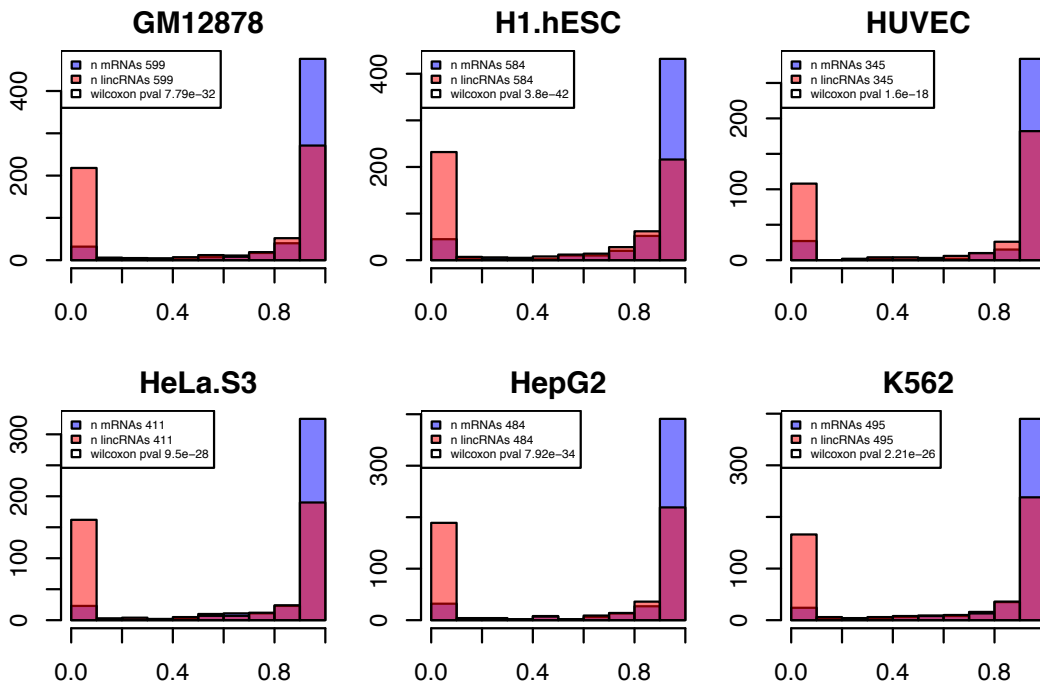 GM12878
n mRNAs 599
n lincRNAs 599
wilcoxon pval 7.79e−32
0 200 400
0.0 0.4 0.8
H1.hESC
n mRNAs 584
n lincRNAs 584
wilcoxon pval 3.8e−42
0 200 400
0.0 0.4 0.8
HUVEC
n mRNAs 345
n lincRNAs 345
wilcoxon pval 1.6e−18
0 100 200
0.0 0.4 0.8
HeLa.S3
n mRNAs 411
n lincRNAs 411
wilcoxon pval 9.5e−28
0 100 200 300
0.0 0.4 0.8
HepG2
n mRNAs 484
n lincRNAs 484
wilcoxon pval 7.92e−34
0 100 300
0.0 0.4 0.8
K562
n mRNAs 495
n lincRNAs 495
wilcoxon pval 2.21e−26
0 100 300
0.0 0.4 0.8